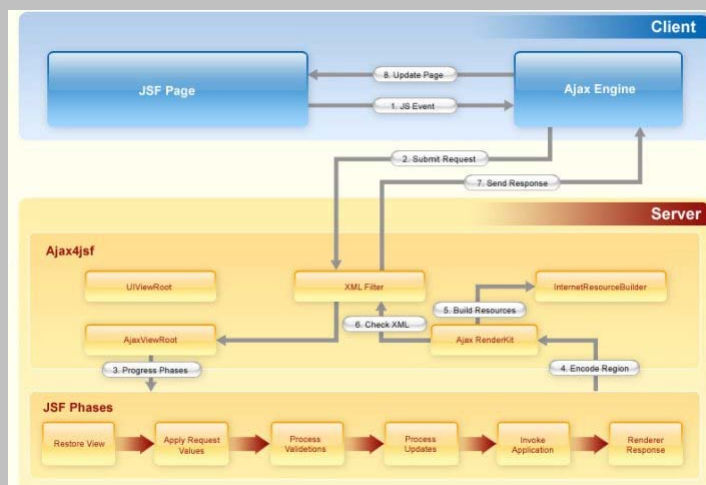 Client
JSF Page
8. Update Page
1. JS Event
Ajax Engine
2. Submit Request
7. Send Response
Server
Ajax4jsf
UIViewRoot
XML Filter
InternetResourceBuilder
5. Build Resources
6. Check XML
AjaxViewRoot
Ajax RenderKit
3. Progress Phases
4. Encode Region
JSF Phases
Restore View
Apply Request
Values
Process
Validetions
Process
Updates
Invoke
Application
Renderer
Response